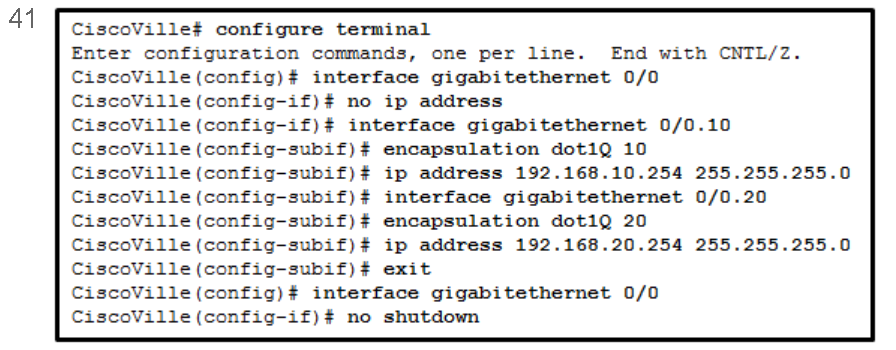 41
CiscoVille# configure terminal
Enter configuration commands, one per line. End with CNTL/Z.
CiscoVille(config)# interface gigabitethernet 0/0
CiscoVille(config-if)# no ip address
CiscoVille(config-if)# interface gigabitethernet 0/0.10
CiscoVille(config-subif)# encapsulation dot1Q 10
CiscoVille(config-subif)# ip address 192.168.10.254 255.255.255.0
CiscoVille(config-subif)# interface gigabitethernet 0/0.20
CiscoVille(config-subif)# encapsulation dot1Q 20
CiscoVille(config-subif)# ip address 192.168.20.254 255.255.255.0
CiscoVille(config-subif)# exit
CiscoVille(config)# interface gigabitethernet 0/0
CiscoVille(config-if)# no shutdown